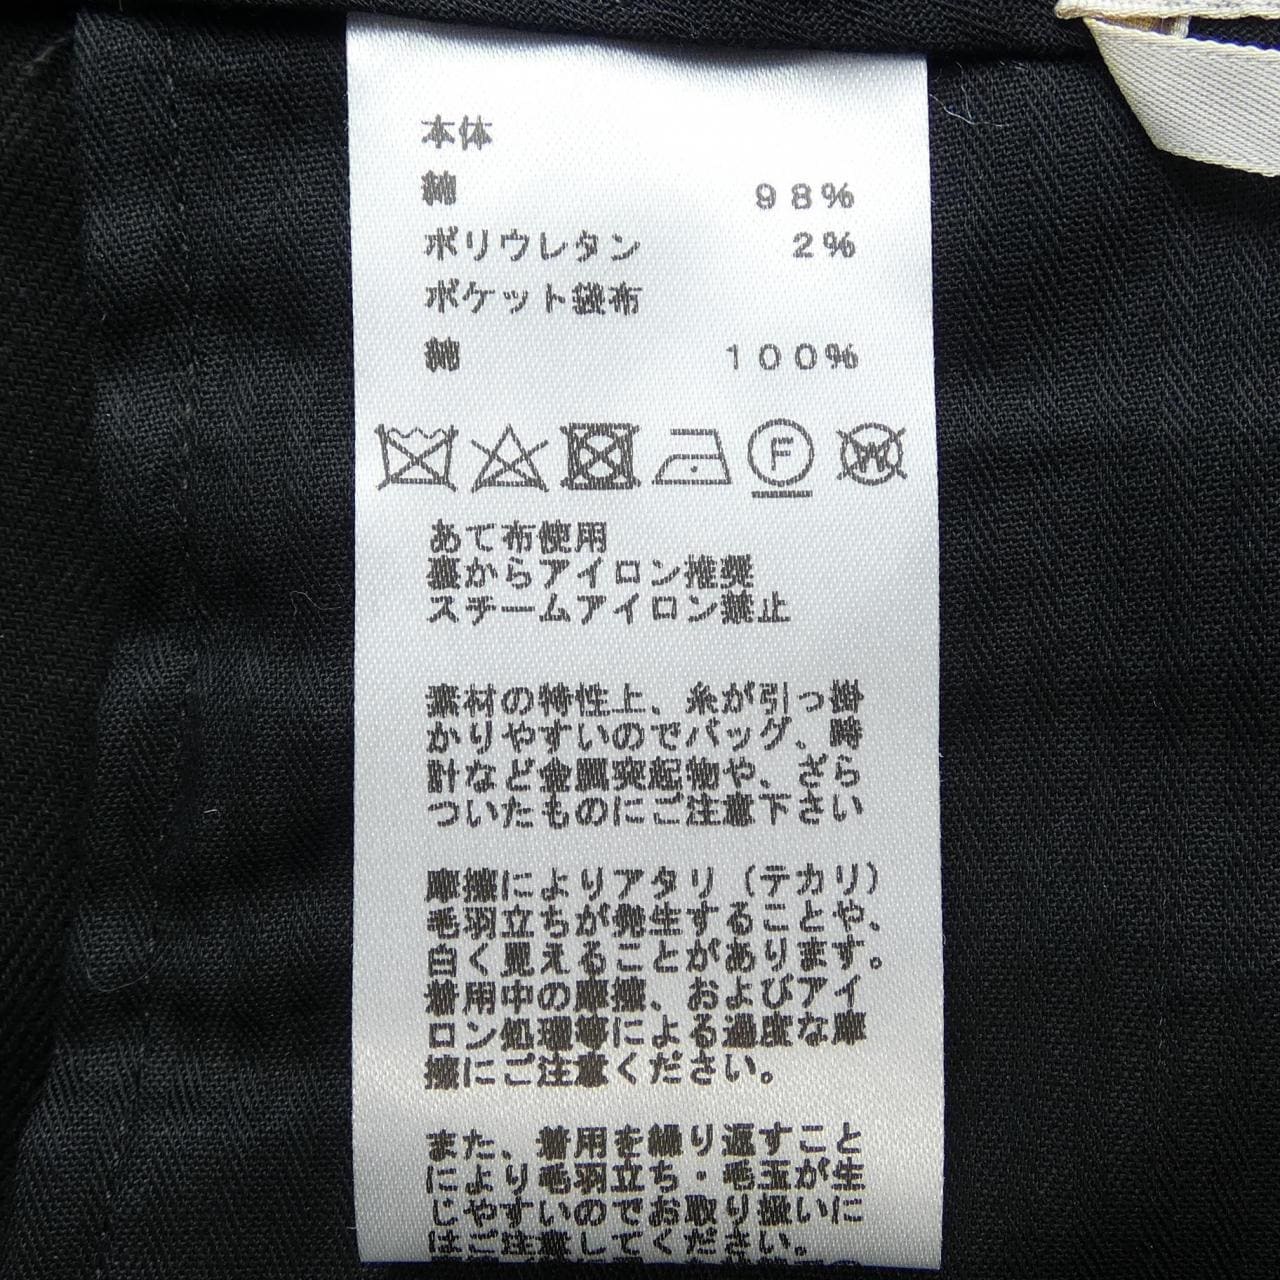 本体
綿 98%
ポリウレタン 2%
ポケット袋布
綿 100%
F
W
あて布使用
裏からアイロン推奨
スチームアイロン禁止
素材の特性上、糸が引っ掛
かりやすいのでバッグ、時
計など金属突起物や、ざら
ついたものにご注意下さい
摩擦によりアタリ(テカリ)
毛羽立ちが発生することや、
白く見えることがあります。
着用中の摩擦、およびアイ
ロン処理等による過度な摩
擦にご注意ください。
また、着用を繰り返すこと
により毛羽立ち・毛玉が生
じやすいのでお取り扱いに
はご注意してください。